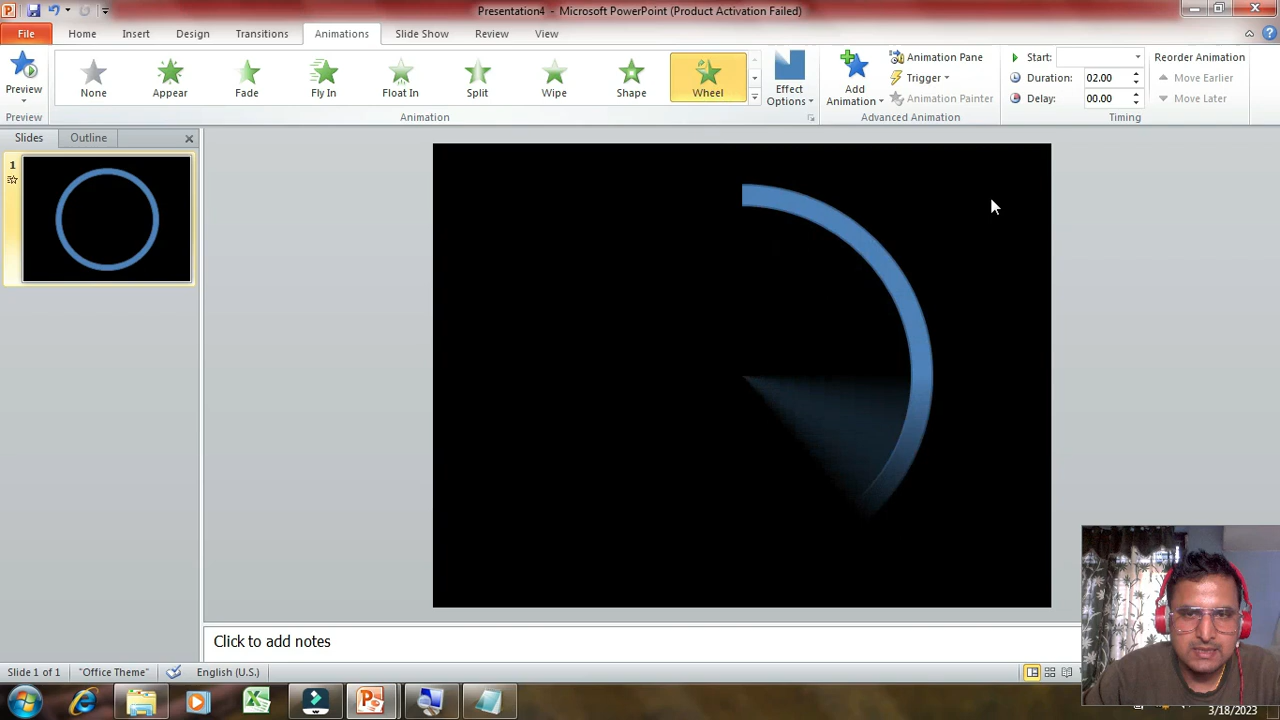 Presentation4 - Microsoft PowerPoint (Product Activation Failed)
File Home Insert Design Transitions Animations Slide Show Review View
Preview
None Appear Fade Fly In Float In Split Wipe Shape Wheel
Effect Options
Add Animation
Animation Pane
Trigger
Animation Painter
Start:
Duration: 02.00
Delay: 00.00
Reorder Animation
Move Earlier
Move Later
Preview Animation Advanced Animation Timing
Slides Outline
1
Click to add notes
Slide 1 of 1 "Office Theme" English (U.S.)
3/18/2023